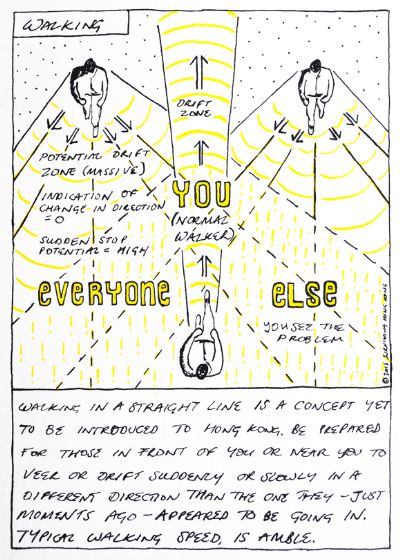 WALKING
DRIFT
ZONE
POTENTIAL DRIFT
ZONE (MASSIVE)
INDICATION OF
CHANGE IN DIRECTION
= 0
SUDDEN STOP
POTENTIAL = HIGH
YOU
(NORMAL
WALKER)
everyone else
YOU SEE THE
PROBLEM
© 2013 SURVIVING HONG KONG
WALKING IN A STRAIGHT LINE IS A CONCEPT YET
TO BE INTRODUCED TO HONG KONG. BE PREPARED
FOR THOSE IN FRONT OF YOU OR NEAR YOU TO
VEER OR DRIFT SUDDENLY OR SLOWLY IN A
DIFFERENT DIRECTION THAN THE ONE THEY - JUST
MOMENTS AGO - APPEARED TO BE GOING IN.
TYPICAL WALKING SPEED, IS AMBLE.